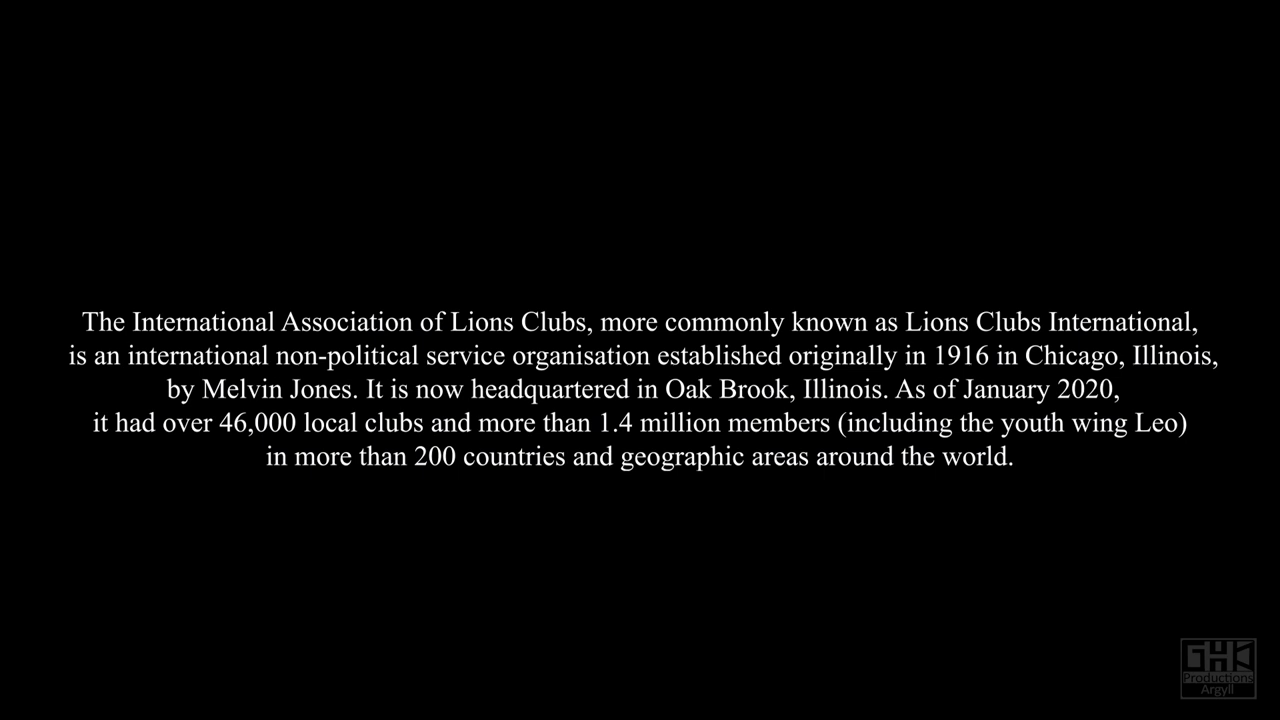 The International Association of Lions Clubs, more commonly known as Lions Clubs International,
is an international non-political service organisation established originally in 1916 in Chicago, Illinois,
by Melvin Jones. It is now headquartered in Oak Brook, Illinois. As of January 2020,
it had over 46,000 local clubs and more than 1.4 million members (including the youth wing Leo)
in more than 200 countries and geographic areas around the world.
GHK
Productions
Argyll